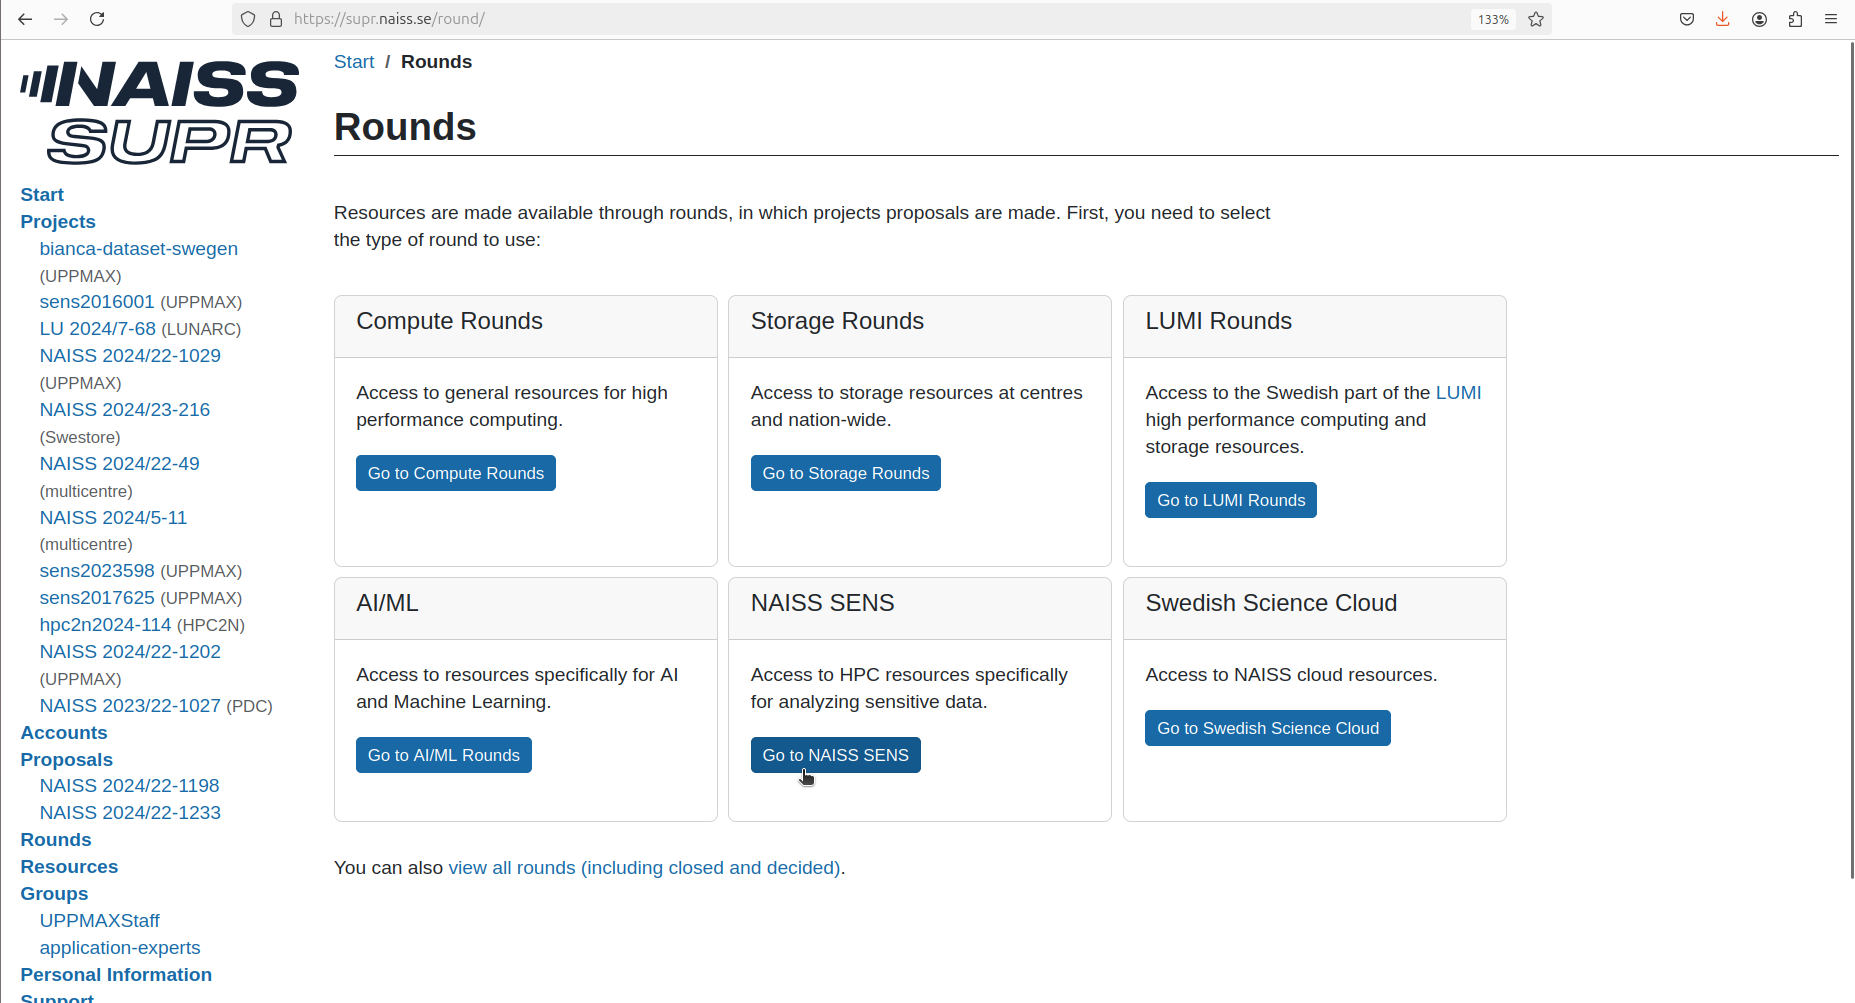 https://supr.naiss.se/round/
133%
NAISS
SUPR
Start
Projects
bianca-dataset-swegen
(UPPMAX)
sens2016001 (UPPMAX)
LU 2024/7-68 (LUNARC)
NAISS 2024/22-1029
(UPPMAX)
NAISS 2024/23-216
(Swestore)
NAISS 2024/22-49
(multicentre)
NAISS 2024/5-11
(multicentre)
sens2023598 (UPPMAX)
sens2017625 (UPPMAX)
hpc2n2024-114 (HPC2N)
NAISS 2024/22-1202
(UPPMAX)
NAISS 2023/22-1027 (PDC)
Accounts
Proposals
NAISS 2024/22-1198
NAISS 2024/22-1233
Rounds
Resources
Groups
UPPMAXStaff
application-experts
Personal Information
Support
Start / Rounds
Rounds
Resources are made available through rounds, in which projects proposals are made. First, you need to select
the type of round to use:
Compute Rounds
Access to general resources for high
performance computing.
Go to Compute Rounds
Storage Rounds
Access to storage resources at centres
and nation-wide.
Go to Storage Rounds
LUMI Rounds
Access to the Swedish part of the LUMI
high performance computing and
storage resources.
Go to LUMI Rounds
AI/ML
Access to resources specifically for AI
and Machine Learning.
Go to AI/ML Rounds
NAISS SENS
Access to HPC resources specifically
for analyzing sensitive data.
Go to NAISS SENS
Swedish Science Cloud
Access to NAISS cloud resources.
Go to Swedish Science Cloud
You can also view all rounds (including closed and decided).